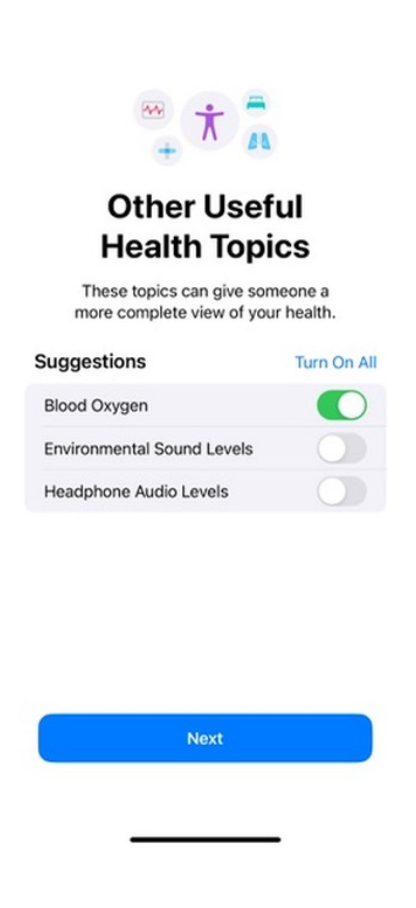 Other Useful
Health Topics
These topics can give someone a
more complete view of your health.
Suggestions Turn On All
Blood Oxygen
Environmental Sound Levels
Headphone Audio Levels
Next